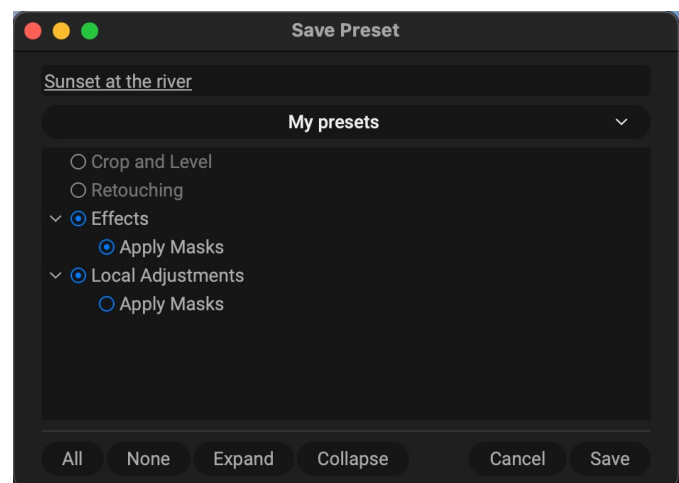 Save Preset
Sunset at the river
My presets
Crop and Level
Retouching
Effects
Apply Masks
Local Adjustments
Apply Masks
All None Expand Collapse Cancel Save